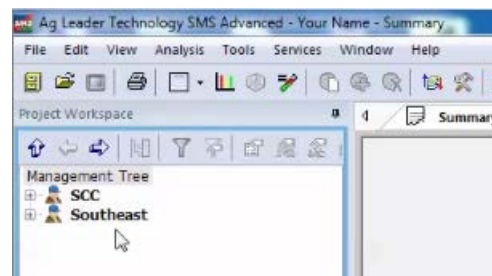 Ag Leader Technology SMS Advanced - Your Name - Summary
File Edit View Analysis Tools Services Window Help
Project Workspace
Summary
Management Tree
SCC
Southeast